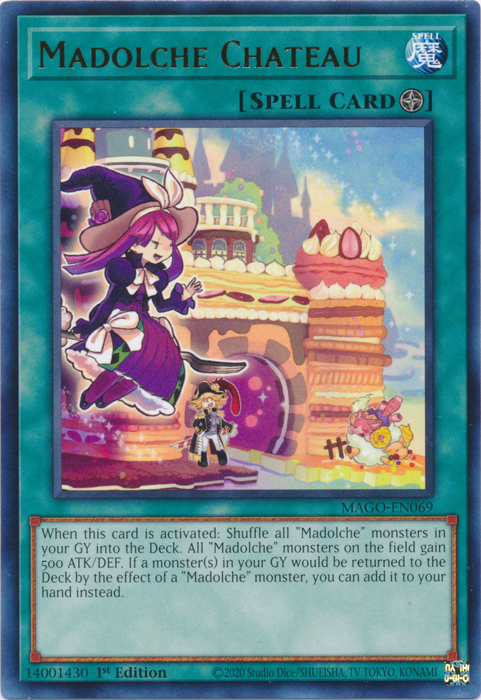 MADOLCHE CHATEAU
SPELL
魔
[SPELL CARD]
MAGO-EN069
When this card is activated: Shuffle all "Madolche" monsters in
your GY into the Deck. All "Madolche" monsters on the field gain
500 ATK/DEF. If a monster(s) in your GY would be returned to the
Deck by the effect of a "Madolche" monster, you can add it to your
hand instead.
14001430
1st Edition
©2020 Studio Dice/SHUEISHA, TV TOKYO, KONAMI